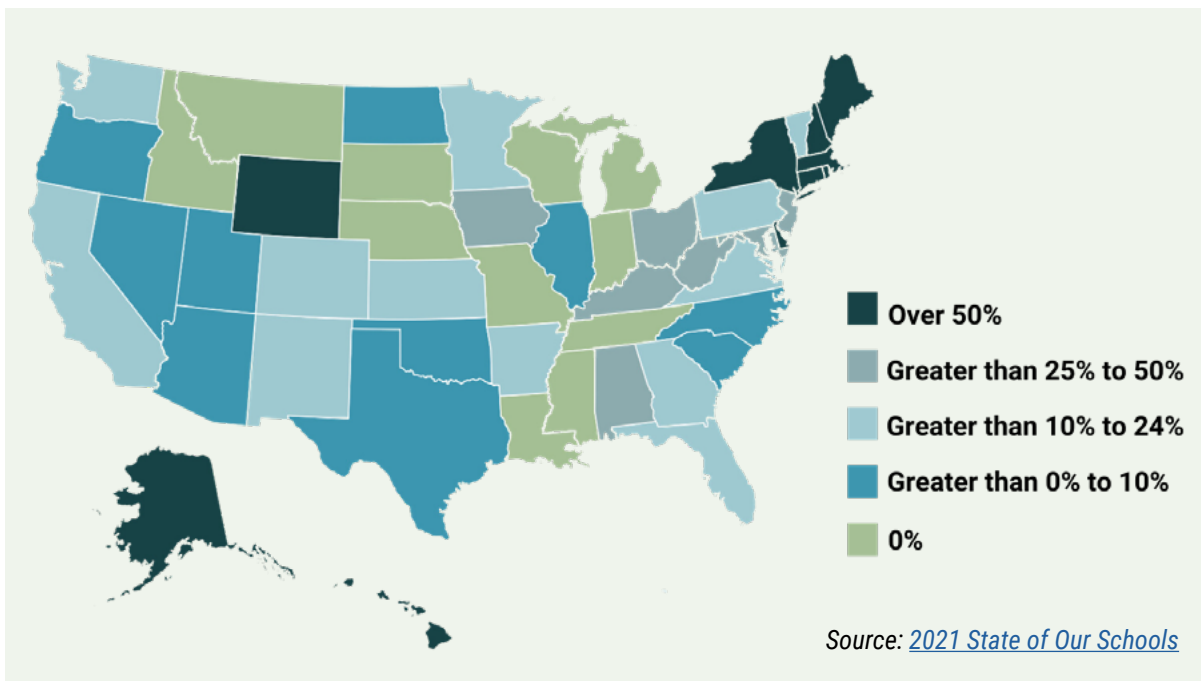 Over 50%
Greater than 25% to 50%
Greater than 10% to 24%
Greater than 0% to 10%
0%
Source: 2021 State of Our Schools